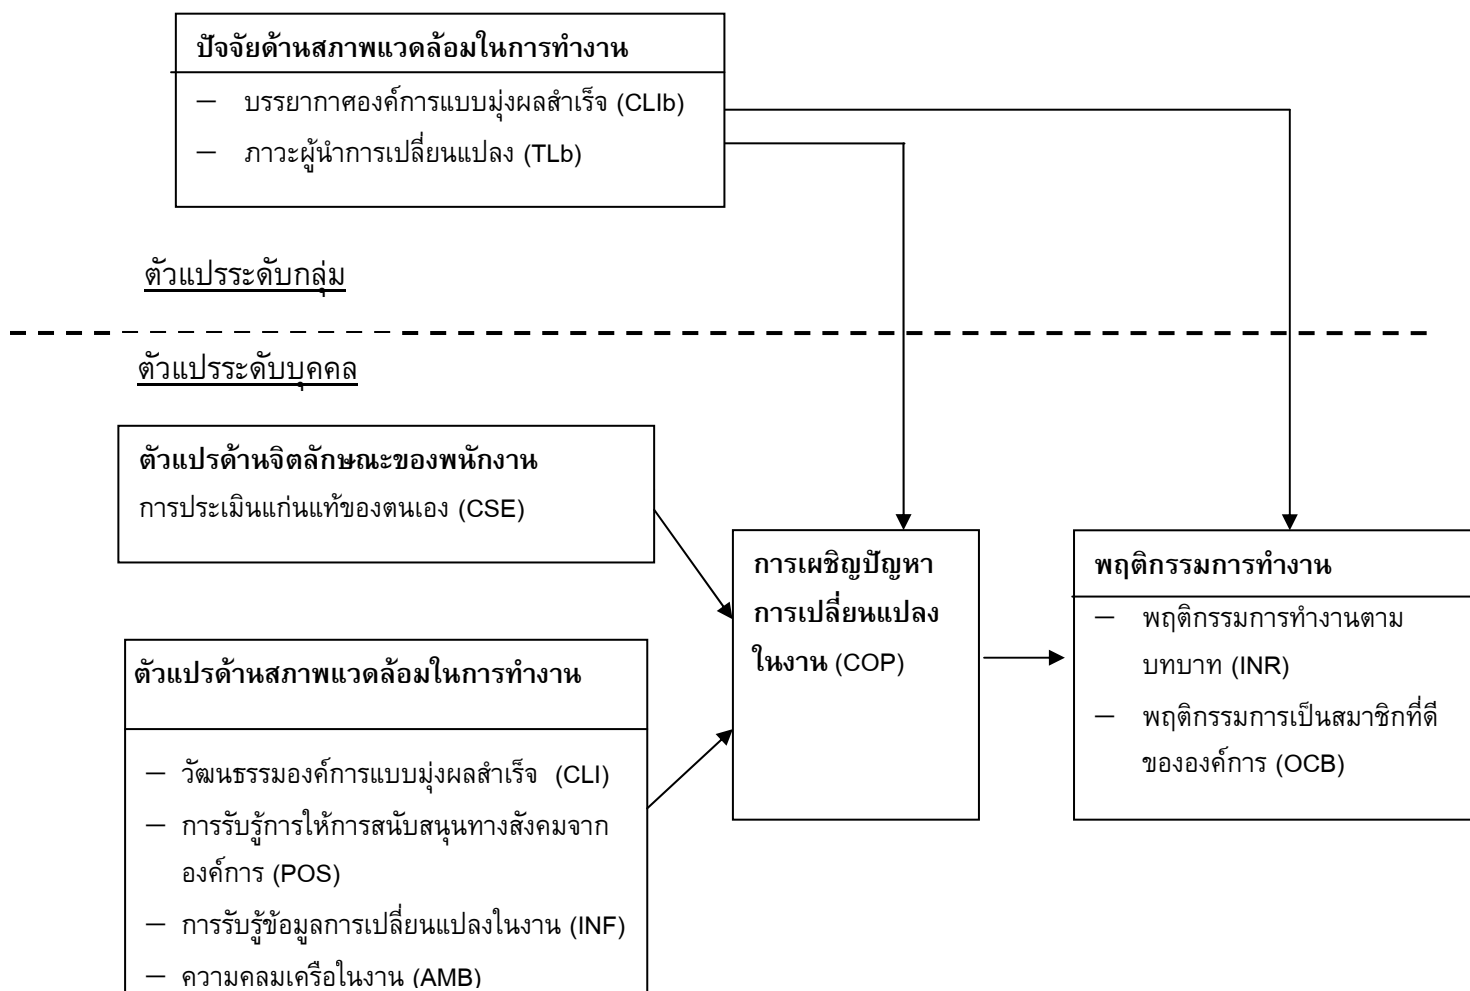 ปัจจัยด้านสภาพแวดล้อมในการทำงาน
— บรรยากาศองค์การแบบมุ่งผลสำเร็จ (CLIb)
— ภาวะผู้นำการเปลี่ยนแปลง (TLb)
ตัวแปรระดับกลุ่ม
ตัวแปรระดับบุคคล
ตัวแปรด้านจิตลักษณะของพนักงาน
การประเมินแก่นแท้ของตนเอง (CSE)
ตัวแปรด้านสภาพแวดล้อมในการทำงาน
— วัฒนธรรมองค์การแบบมุ่งผลสำเร็จ (CLI)
— การรับรู้การให้การสนับสนุนทางสังคมจาก
องค์การ (POS)
— การรับรู้ข้อมูลการเปลี่ยนแปลงในงาน (INF)
— ความคลมเครือในงาน (AMB)
การเผชิญปัญหา
การเปลี่ยนแปลง
ในงาน (COP)
พฤติกรรมการทำงาน
— พฤติกรรมการทำงานตาม
บทบาท (INR)
— พฤติกรรมการเป็นสมาชิกที่ดี
ขององค์การ (OCB)